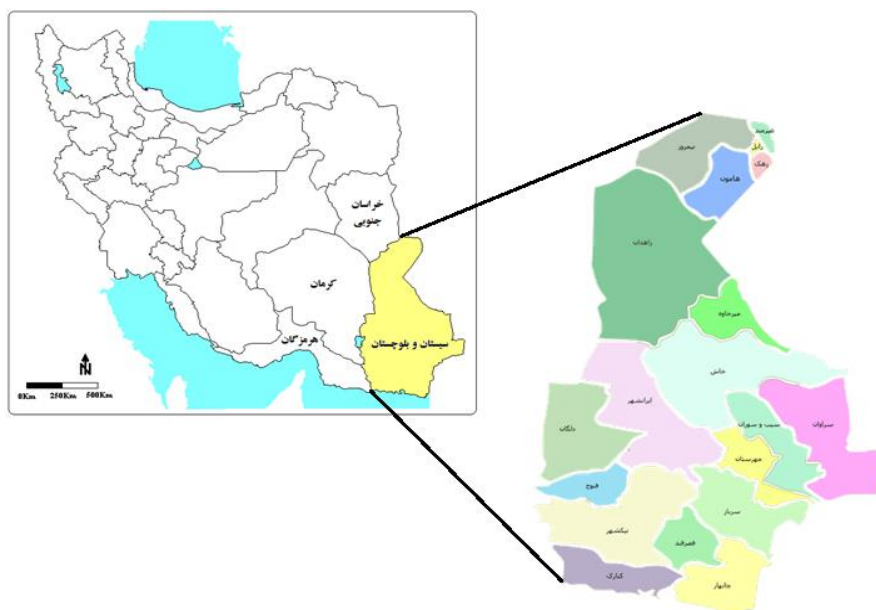 خراسان
جنوبی
کرمان
هرمزگان
سیستان و بلوچستان
N
0Km 250Km 500Km
هیرمند
نیمروز
زابل
زهک
هامون
زاهدان
میرجاوه
خاش
ایرانشهر
دلگان
سیب و سوران
سراوان
مهرستان
فنوج
سرباز
نیکشهر
قصرقند
کنارک
چابهار